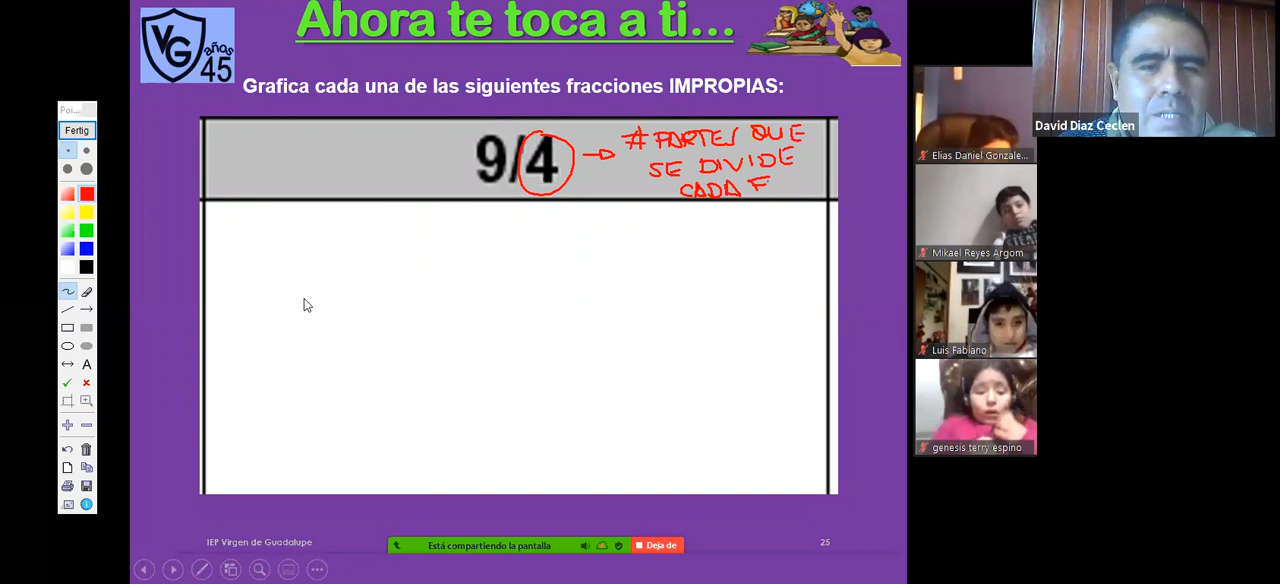 Ahora te toca a ti...
VG
años
45
Grafica cada una de las siguientes fracciones IMPROPIAS:
Poi...
Fertig
9/4
# PARTES QUE
SE DIVIDE
CADA F
A
David Diaz Ceclen
Elias Daniel Gonzale...
Mikael Reyes Argom
Luis Fabiano
genesis terry espino
IEP Virgen de Guadalupe
Está compartiendo la pantalla
Deja de
25